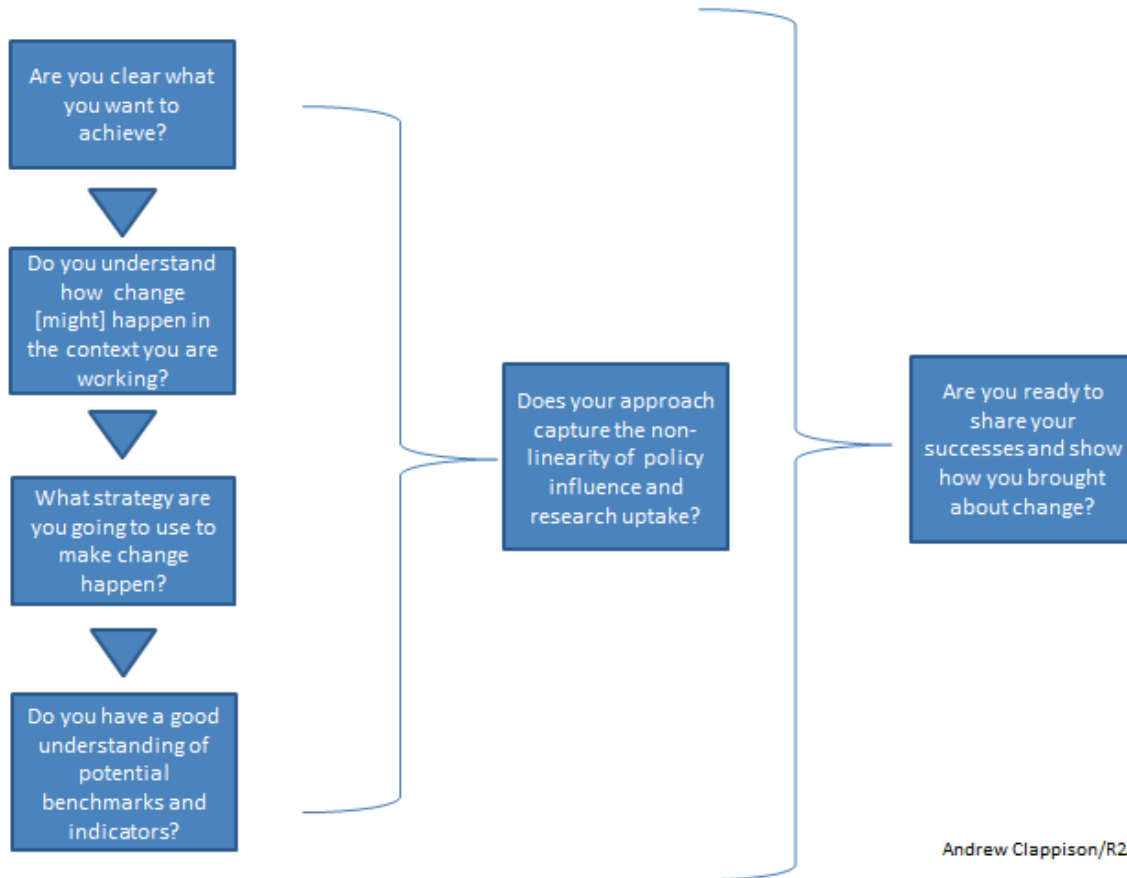 Are you clear what
you want to
achieve?
Do you understand
how change
[might] happen in
the context you are
working?
What strategy are
you going to use to
make change
happen?
Do you have a good
understanding of
potential
benchmarks and
indicators?
Does your approach
capture the non-
linearity of policy
influence and
research uptake?
Are you ready to
share your
successes and show
how you brought
about change?
Andrew Clappison/R2